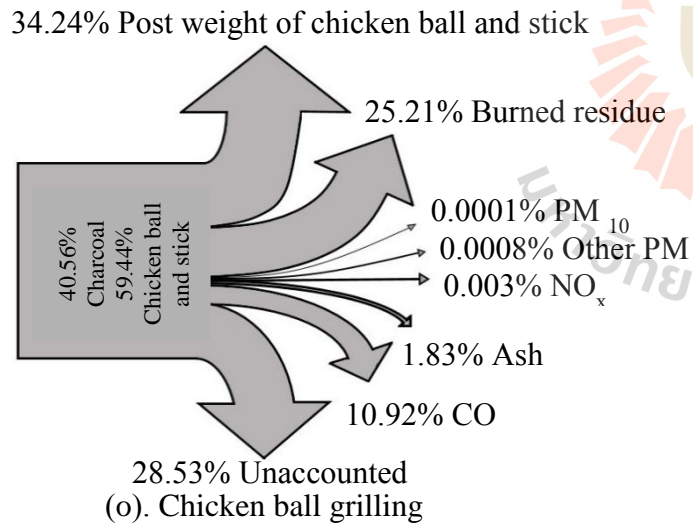 34.24% Post weight of chicken ball and stick
25.21% Burned residue
40.56%
Charcoal
59.44%
Chicken ball
and stick
0.0001% PM 10
0.0008% Other PM
0.003% NOx
1.83% Ash
10.92% CO
28.53% Unaccounted
(o). Chicken ball grilling